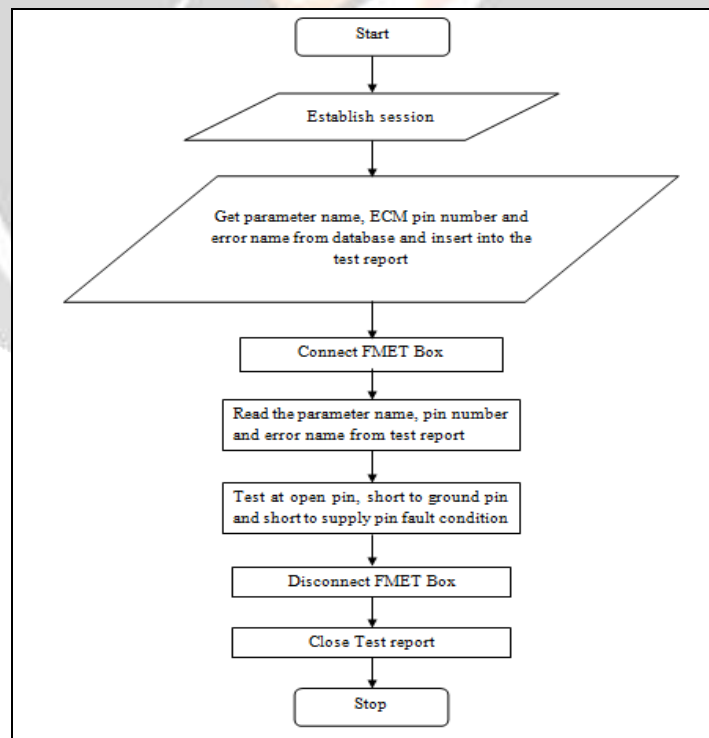 Start
Establish session
Get parameter name, ECM pin number and
error name from database and insert into the
test report
Connect FMET Box
Read the parameter name, pin number
and error name from test report
Test at open pin, short to ground pin
and short to supply pin fault condition
Disconnect FMET Box
Close Test report
Stop